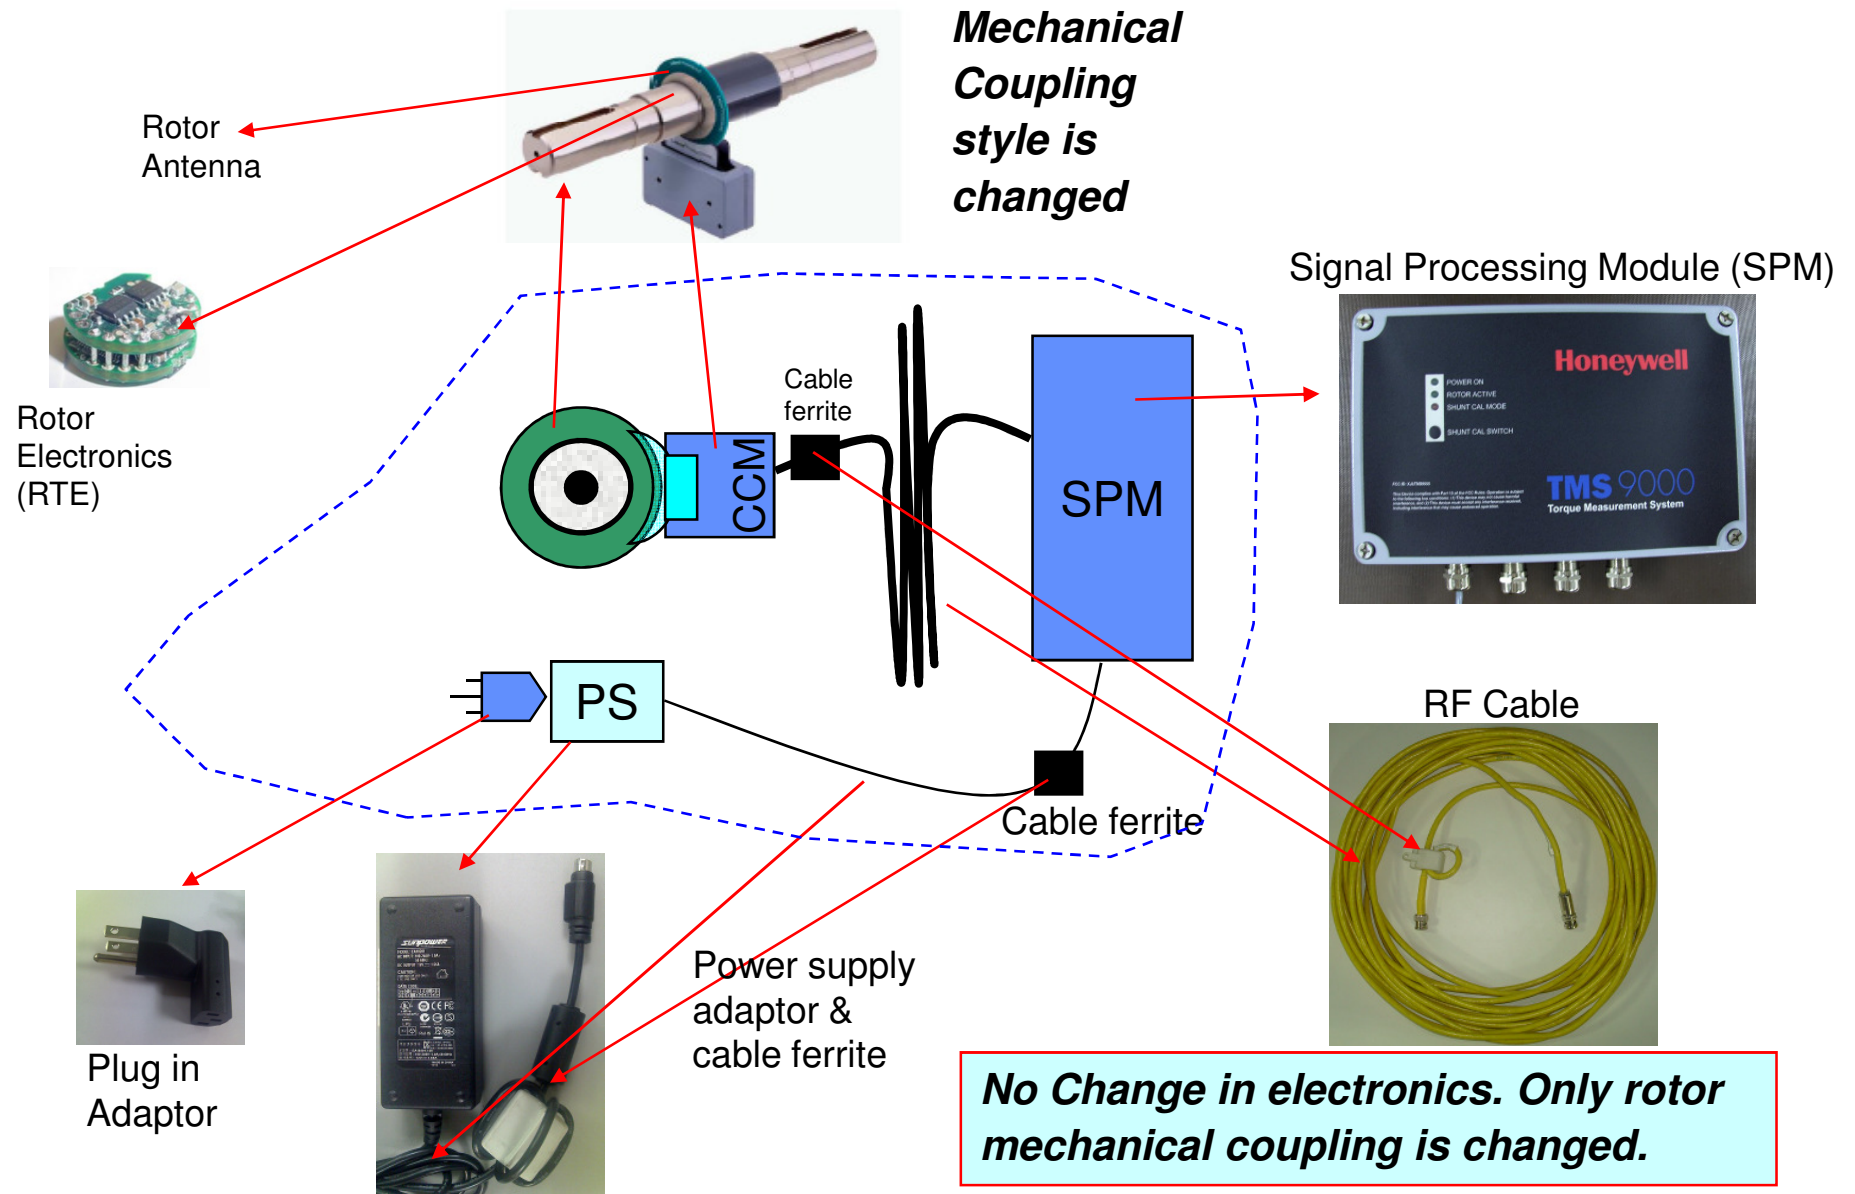 Mechanical
Coupling
style is
changed
Rotor
Antenna
Signal Processing Module (SPM)
Rotor
Electronics
(RTE)
Cable
ferrite
CCM
SPM
Honeywell
POWER ON
ROTOR ACTIVE
SHUNT CAL MODE
SHUNT CAL SWITCH
TMS 9000
Torque Measurement System
PS
RF Cable
Cable ferrite
Plug in
Adaptor
SUNPOWER
Power supply
adaptor &
cable ferrite
No Change in electronics. Only rotor
mechanical coupling is changed.